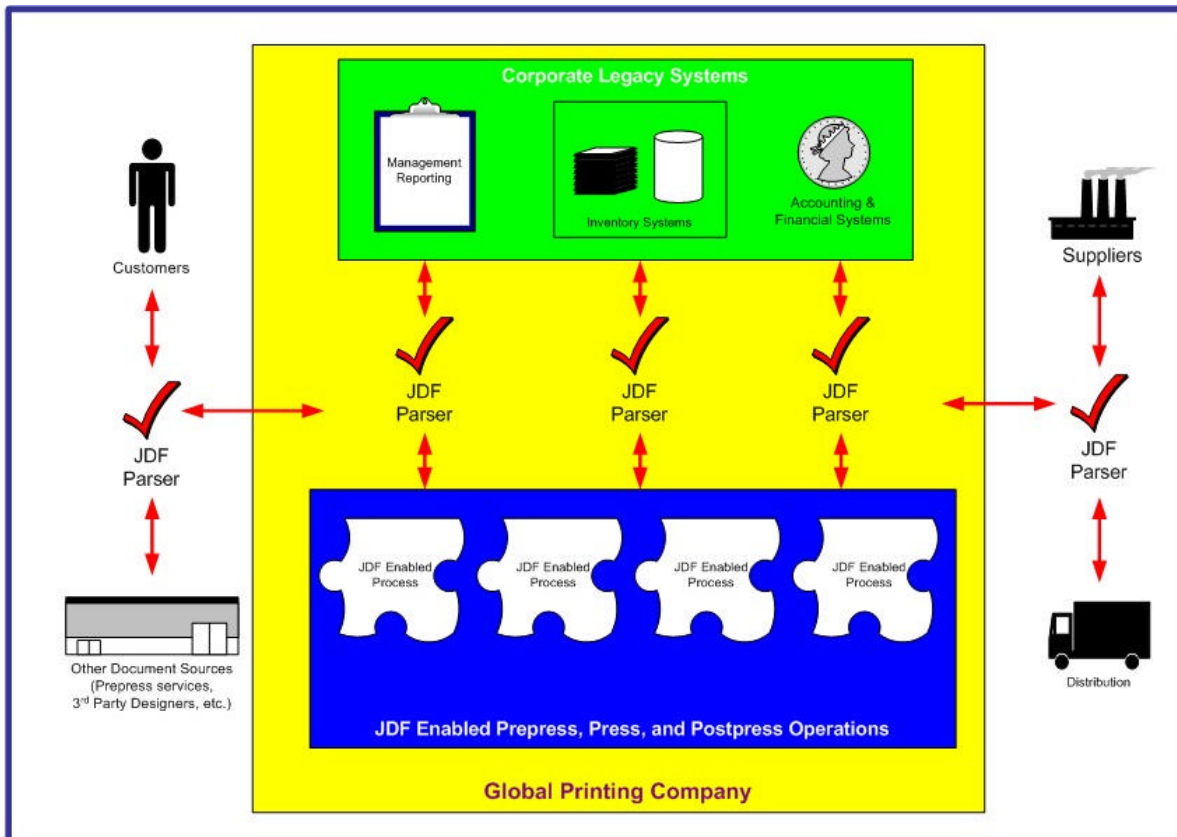 Corporate Legacy Systems
Management
Reporting
Inventory Systems
Accounting &
Financial Systems
Customers
Suppliers
JDF
Parser
JDF
Parser
JDF
Parser
JDF
Parser
JDF
Parser
JDF Enabled
Process
JDF Enabled
Process
JDF Enabled
Process
JDF Enabled
Process
Other Document Sources
(Prepress services,
3rd Party Designers, etc.)
Distribution
JDF Enabled Prepress, Press, and Postpress Operations
Global Printing Company